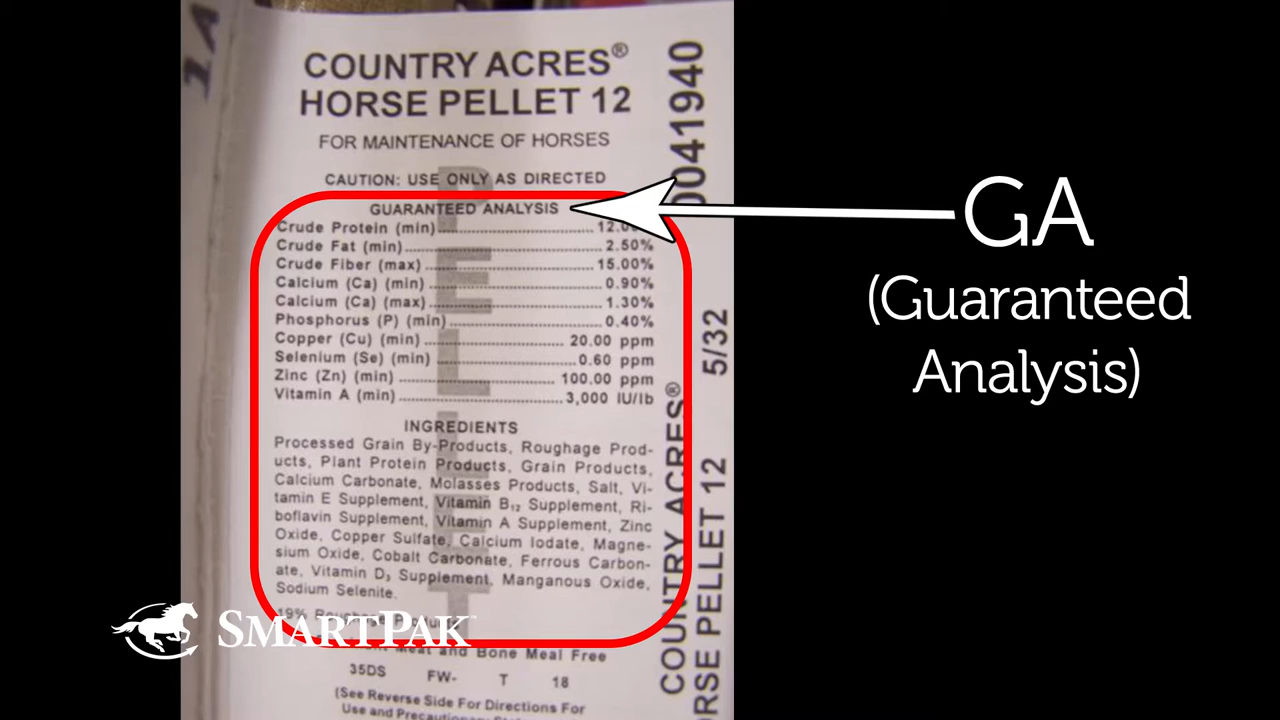 1A
COUNTRY ACRES®
HORSE PELLET 12
FOR MAINTENANCE OF HORSES
CAUTION: USE ONLY AS DIRECTED
GUARANTEED ANALYSIS
Crude Protein (min) 12.0
Crude Fat (min) 2.50%
Crude Fiber (max) 15.00%
Calcium (Ca) (min) 0.90%
Calcium (Ca) (max) 1.30%
Phosphorus (P) (min) 0.40%
Copper (Cu) (min) 20.00 ppm
Selenium (Se) (min) 0.60 ppm
Zinc (Zn) (min) 100.00 ppm
Vitamin A (min) 3,000 IU/lb
INGREDIENTS
Processed Grain By-Products, Roughage Prod-
ucts, Plant Protein Products, Grain Products,
Calcium Carbonate, Molasses Products, Salt, Vi-
tamin E Supplement, Vitamin B₁₂ Supplement, Ri-
boflavin Supplement, Vitamin A Supplement, Zinc
Oxide, Copper Sulfate, Calcium Iodate, Magne-
sium Oxide, Cobalt Carbonate, Ferrous Carbon-
ate, Vitamin D₃ Supplement, Manganous Oxide,
Sodium Selenite.
19%
Meat and Bone Meal Free
35DS FW- T 18
(See Reverse Side For Directions For
Use and
PELLET
0041940
COUNTRY ACRES® 5/32
HORSE PELLET 12
GA
(Guaranteed
Analysis)
SMARTPAK™